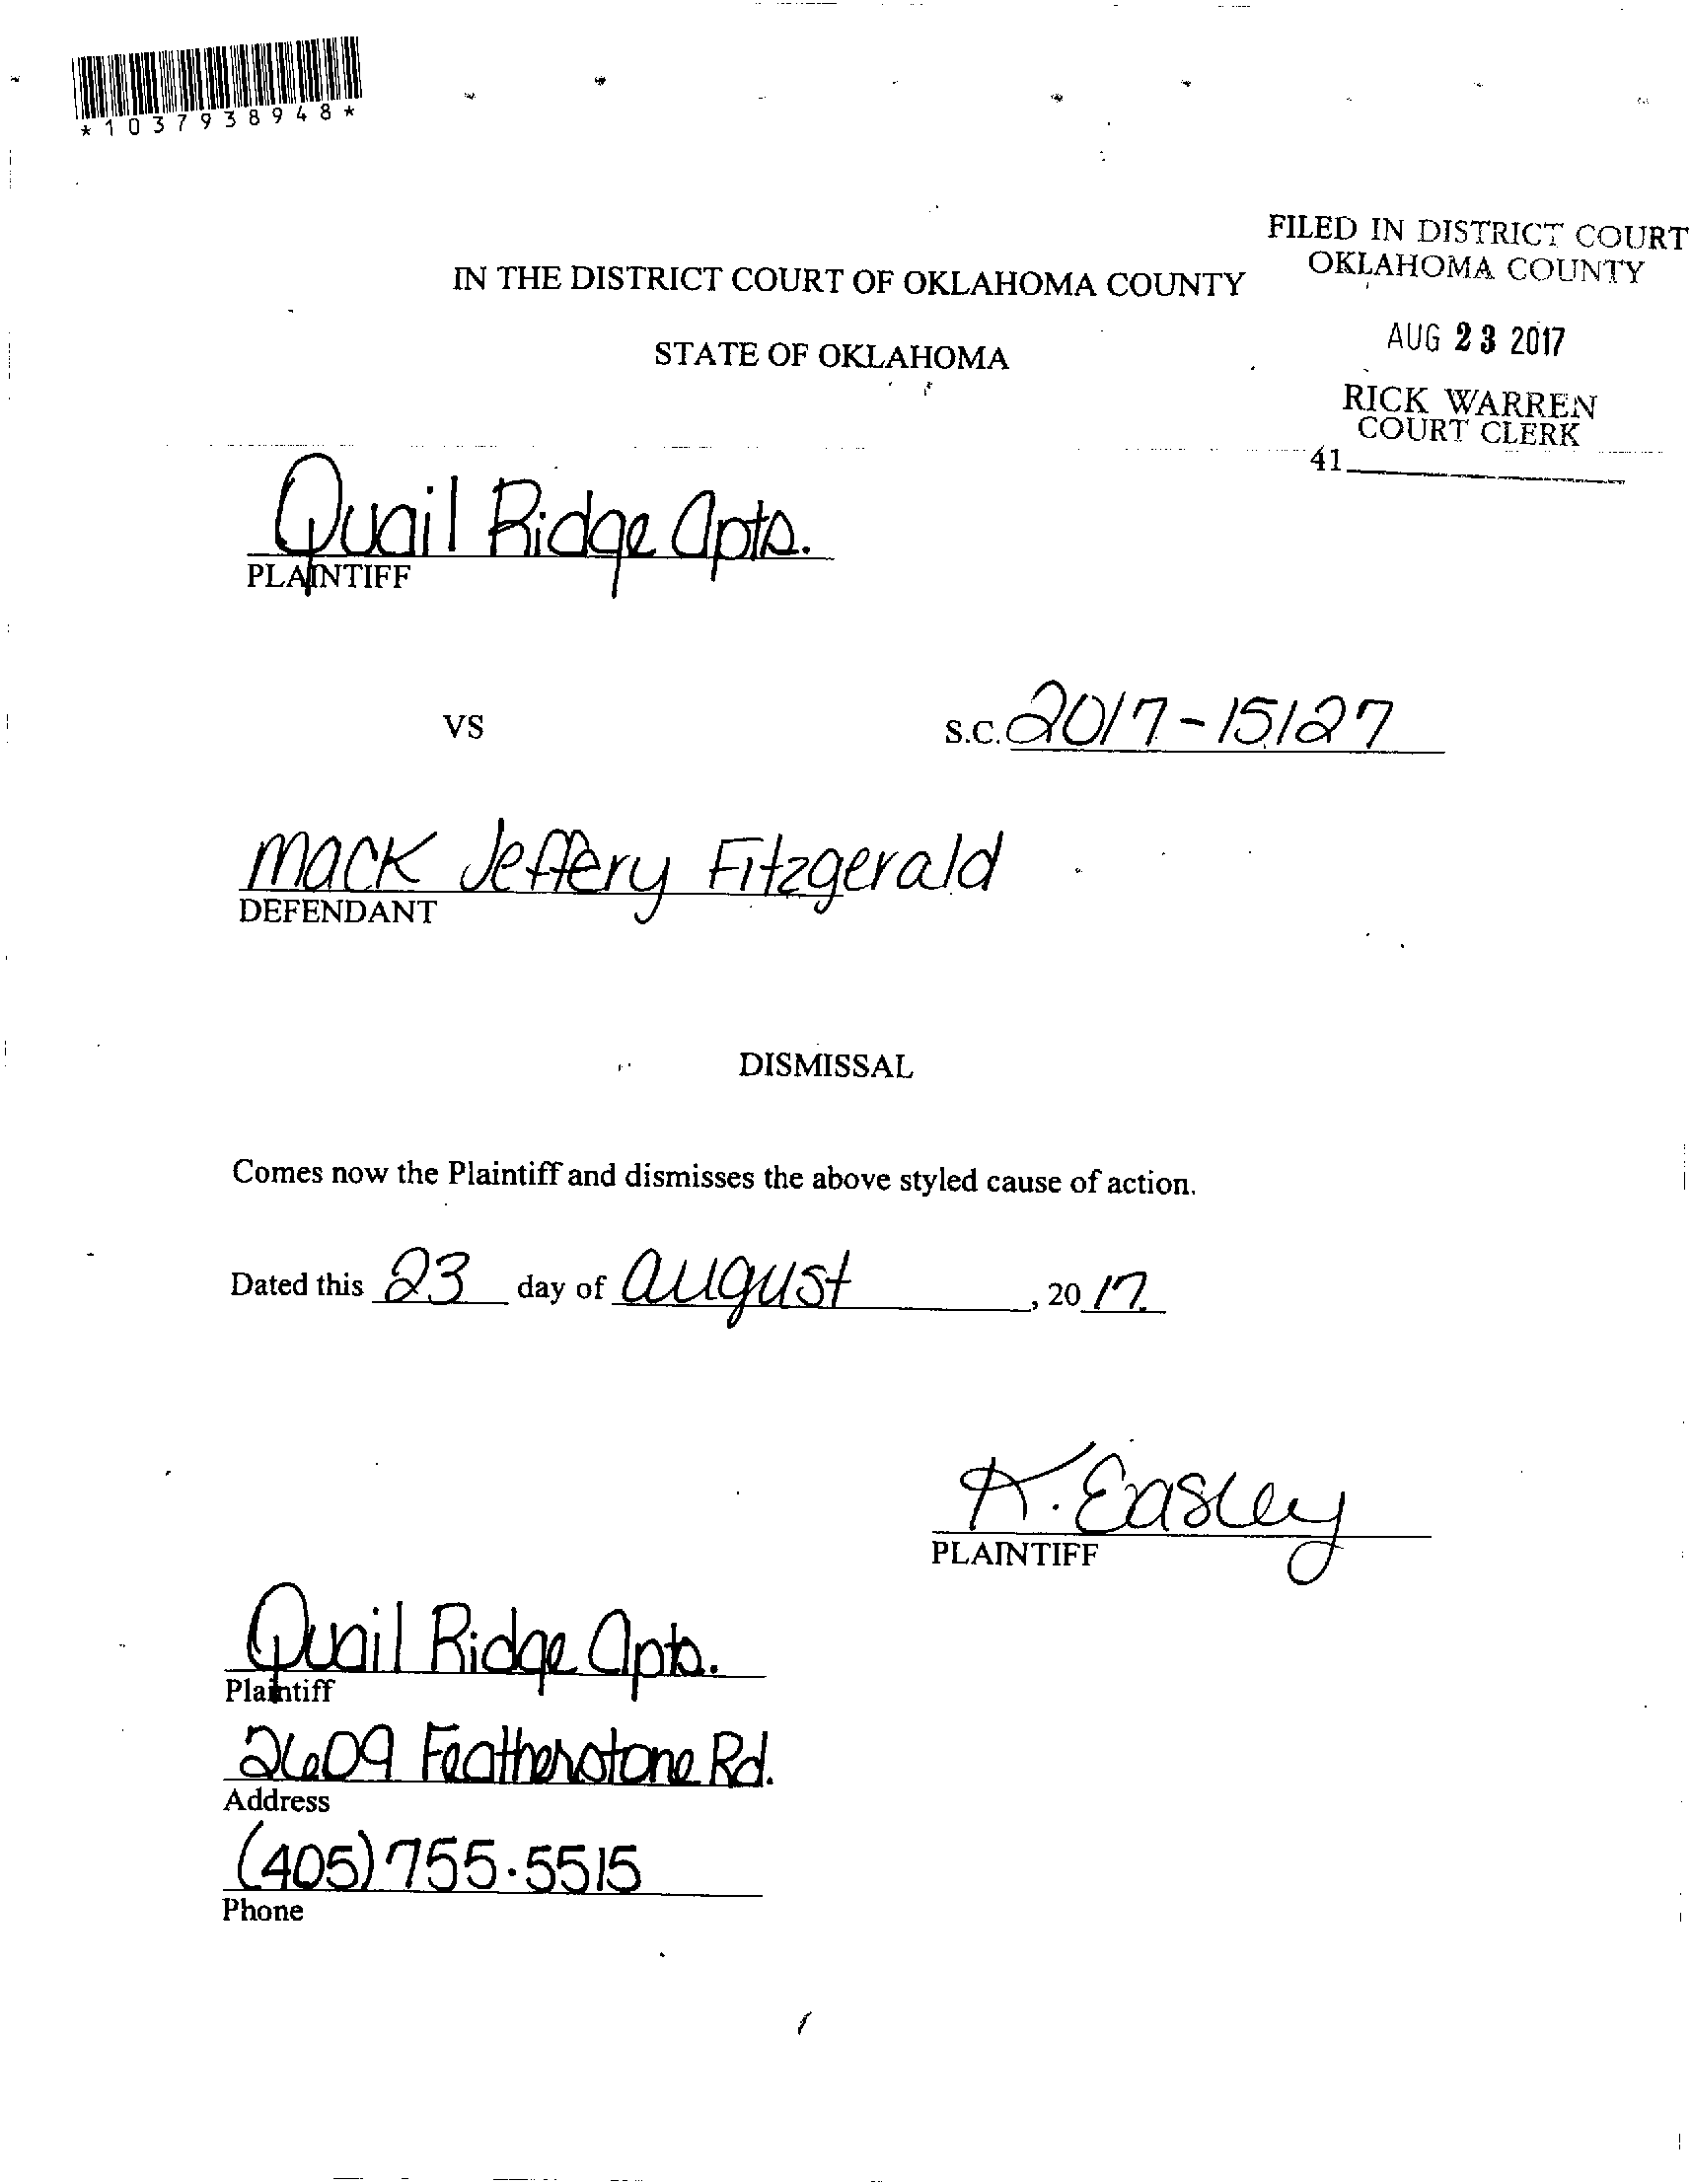 *1037938948*
FILED IN DISTRICT COURT
OKLAHOMA COUNTY
IN THE DISTRICT COURT OF OKLAHOMA COUNTY
AUG 23 2017
STATE OF OKLAHOMA
RICK WARREN
COURT CLERK
41
Quail Ridge Apts.
PLAINTIFF
VS
S.C. 2017-15127
Mack Jeffery Fitzgerald
DEFENDANT
DISMISSAL
Comes now the Plaintiff and dismisses the above styled cause of action.
Dated this 23 day of august, 20 17.
K. Easley
PLAINTIFF
Quail Ridge Apts.
Plaintiff
2609 Featherstone Rd.
Address
(405) 755.5515
Phone